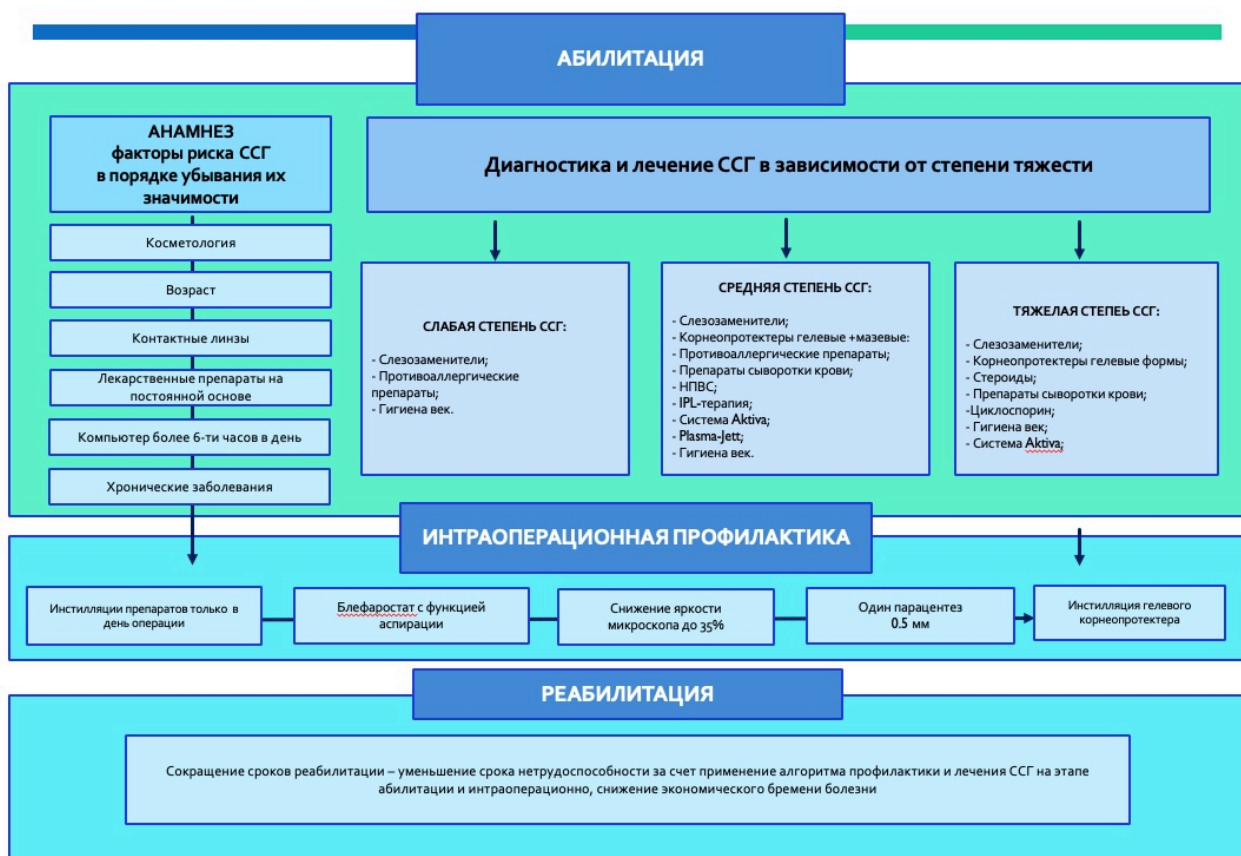 АБИЛИТАЦИЯ
АНАМНЕЗ
факторы риска ССГ
в порядке убывания их
значимости
Косметология
Возраст
Контактные линзы
Лекарственные препараты на
постоянной основе
Компьютер более 6-ти часов в день
Хронические заболевания
Диагностика и лечение ССГ в зависимости от степени тяжести
СЛАБАЯ СТЕПЕНЬ ССГ:
- Слезозаменители;
- Противоаллергические
препараты;
- Гигиена век.
СРЕДНЯЯ СТЕПЕНЬ ССГ:
- Слезозаменители;
- Корнеопротектеры гелевые +мазевые:
- Противоаллергические препараты;
- Препараты сыворотки крови;
- НПВС;
- IPL-терапия;
- Система Aktiva;
- Plasma-Jett;
- Гигиена век.
ТЯЖЕЛАЯ СТЕПЕЬ ССГ:
- Слезозаменители;
- Корнеопротектеры гелевые формы;
- Стероиды;
- Препараты сыворотки крови;
-Циклоспорин;
- Гигиена век;
- Система Aktiva;
ИНТРАОПЕРАЦИОННАЯ ПРОФИЛАКТИКА
Инстилляции препаратов только в
день операции
Блефаростат с функцией
аспирации
Снижение яркости
микроскопа до 35%
Один парацентез
0.5 мм
Инстилляция гелевого
корнеопротектера
РЕАБИЛИТАЦИЯ
Сокращение сроков реабилитации – уменьшение срока нетрудоспособности за счет применение алгоритма профилактики и лечения ССГ на этапе
абилитации и интраоперационно, снижение экономического бремени болезни